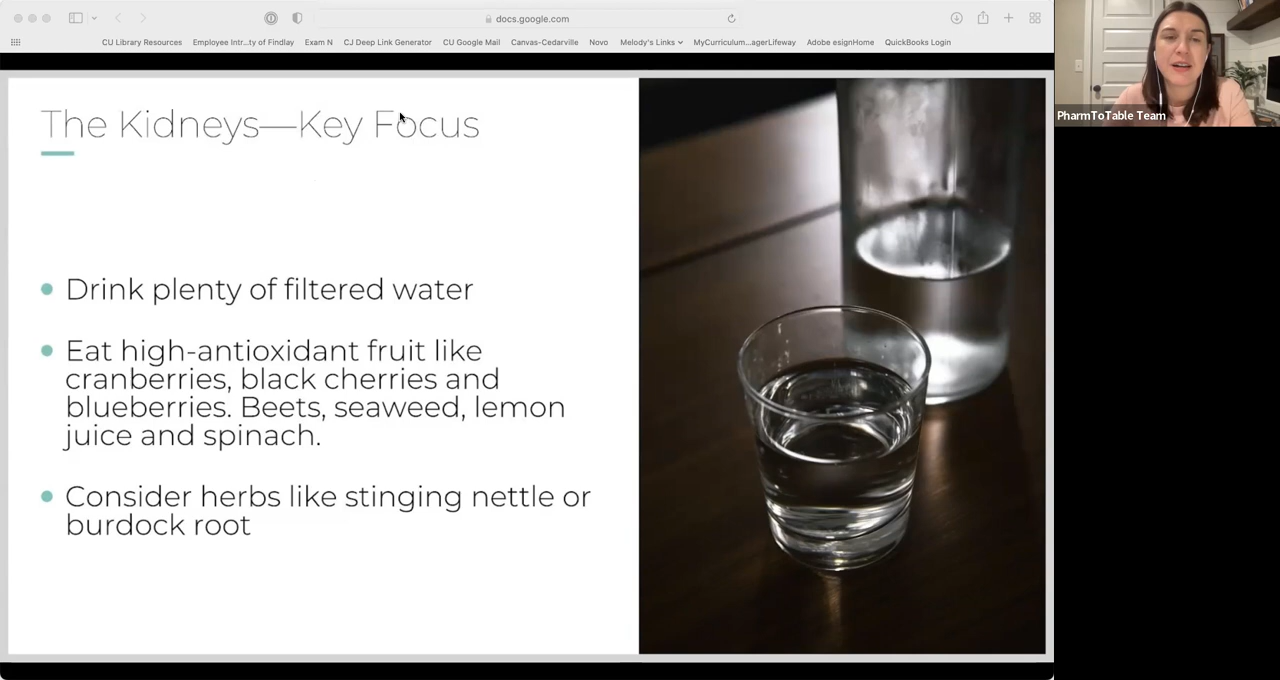 docs.google.com
CU Library Resources Employee Intr...ty of Findlay Exam N CJ Deep Link Generator CU Google Mail Canvas-Cedarville Novo Melody's Links MyCurriculum...agerLifeway Adobe esignHome QuickBooks Login
PharmToTable Team
The Kidneys—Key Focus
Drink plenty of filtered water
Eat high-antioxidant fruit like
cranberries, black cherries and
blueberries. Beets, seaweed, lemon
juice and spinach.
Consider herbs like stinging nettle or
burdock root